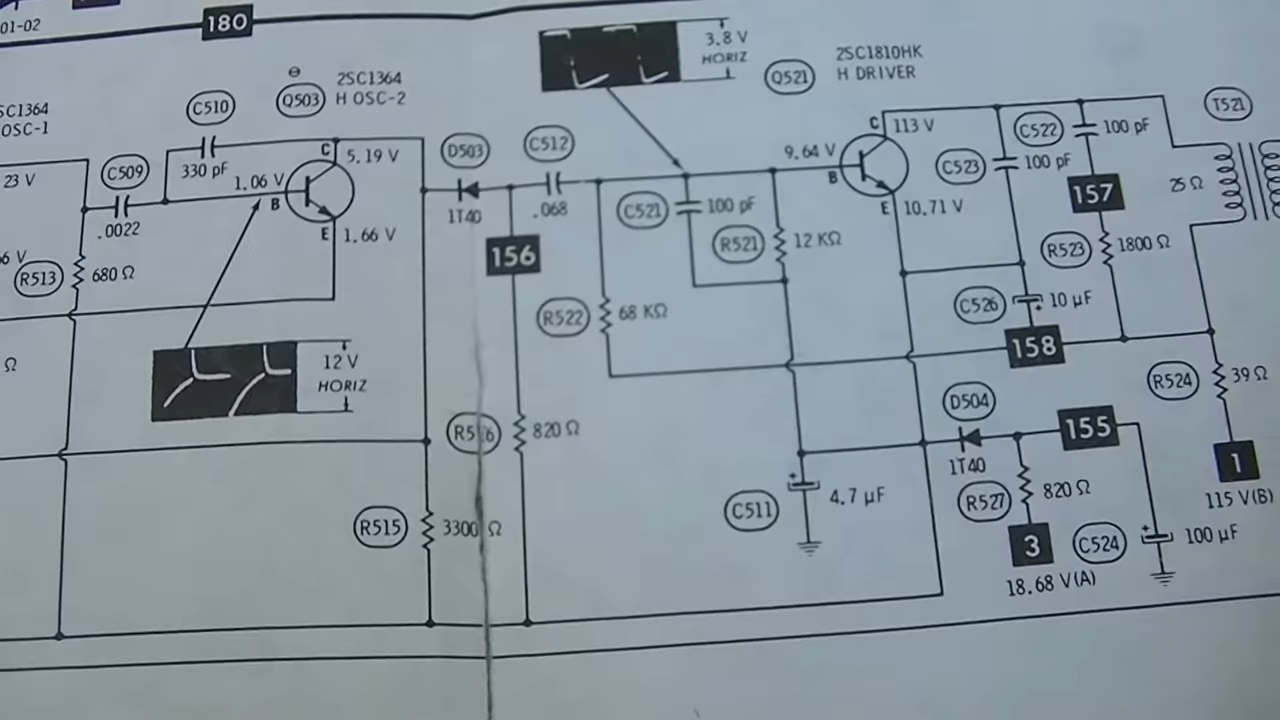 01-02
180
SC1364
OSC-1
C510
330 pF
⊖
Q503
2SC1364
H OSC-2
3.8 V
HORIZ
Q521
2SC1810HK
H DRIVER
T521
23 V
C509
.0022
1.06 V
B
C
5.19 V
E
1.66 V
D503
1T40
C512
.068
9.64 V
B
C
113 V
E
10.71 V
C523
100 pF
C522
100 pF
25 Ω
157
156
C521
100 pF
R521
12 KΩ
R523
1800 Ω
6 V
R513
680 Ω
R522
68 KΩ
C526
10 µF
+
158
Ω
12 V
HORIZ
R524
39 Ω
D504
1T40
155
820 Ω
R527
820 Ω
1
115 V(B)
C511
+
4.7 µF
R515
3300 Ω
3
18.68 V(A)
C524
+
100 µF